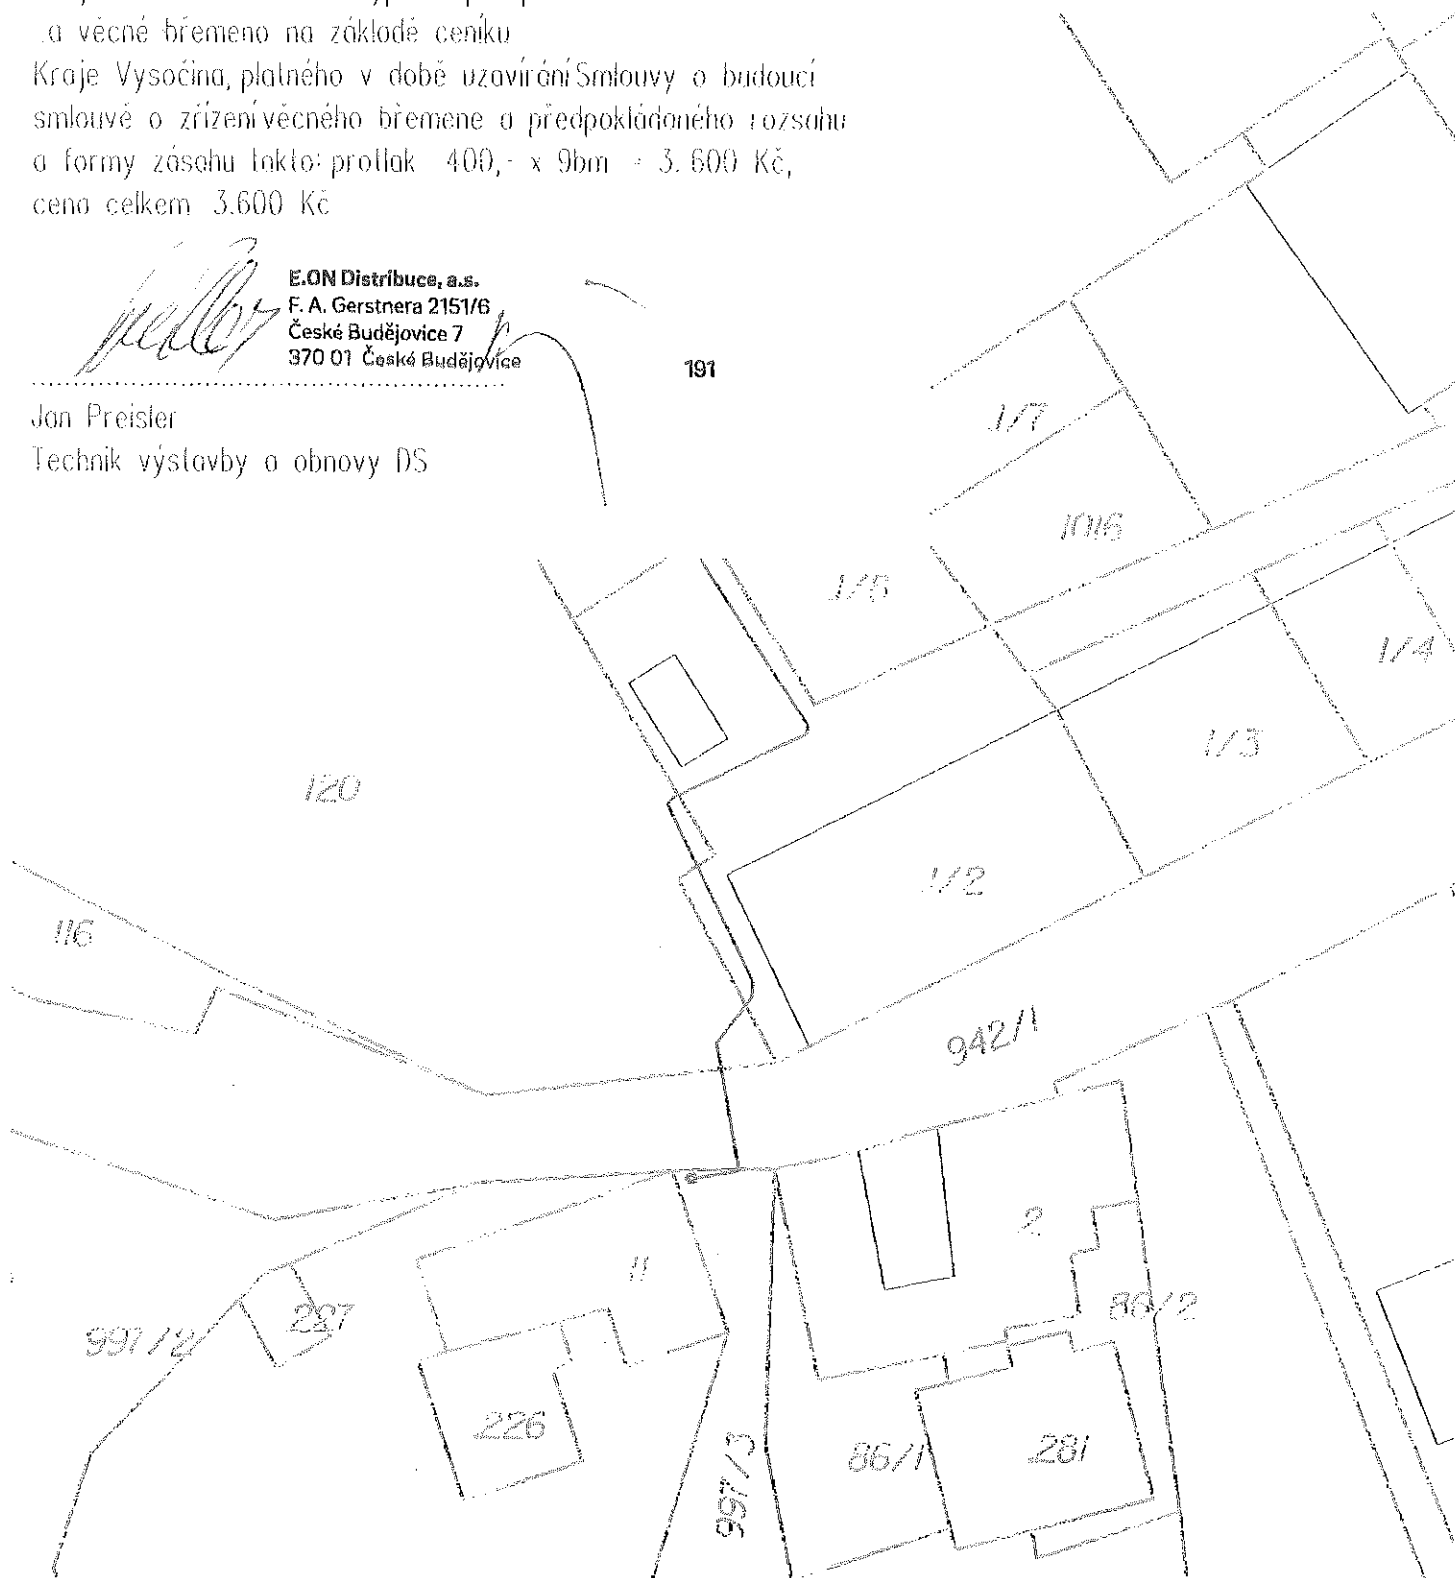 a věcné břemeno na základě ceníku
Kraje Vysočina, platného v době uzavírání Smlouvy o budoucí
smlouvě o zřízení věcného břemene a předpokládaného rozsahu
a formy zásahu takto: protlak 400,- x 9bm = 3.600 Kč,
cena celkem 3.600 Kč
E.ON Distribuce, a.s.
F. A. Gerstnera 2151/6
České Budějovice 7
370 01 České Budějovice
Jan Preisler
Technik výstavby a obnovy DS
191
1/7
1/5
1/4
1/3
120
1/2
116
942/1
2
11
86/2
227
997/2
226
86/1
281
997/3